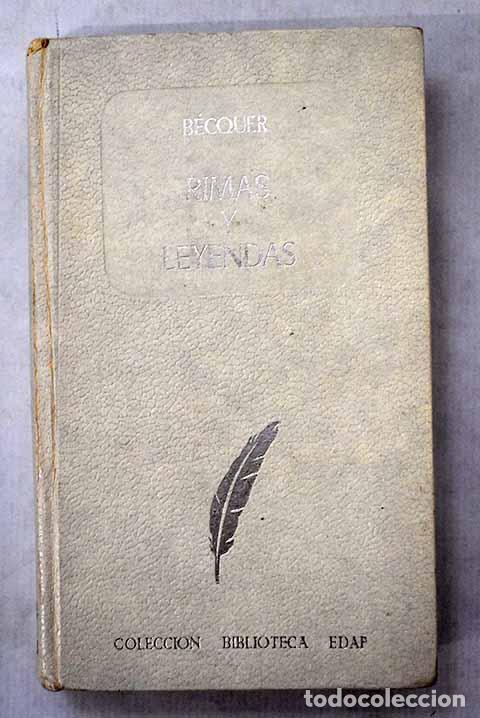 BÉCQUER
RIMAS
Y
LEYENDAS
COLECCION BIBLIOTECA EDAF
todocoleccion